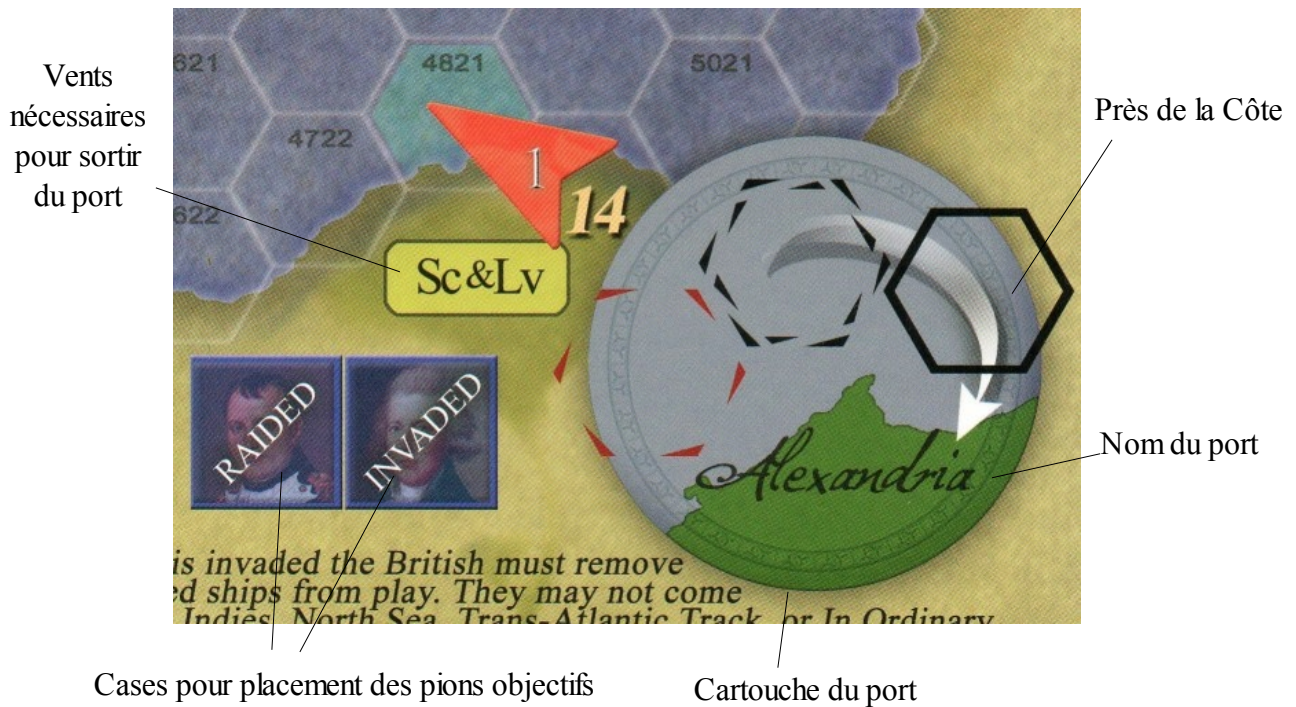 Vents
nécessaires
pour sortir
du port
621
4821
5021
4722
622
1
14
Sc&Lv
Près de la Côte
RAIDED
INVADED
Alexandria
Nom du port
is invaded the British must remove
ed ships from play. They may not come
Indies, North Sea, Trans-Atlantic Track, or In Ordinary
Cases pour placement des pions objectifs
Cartouche du port